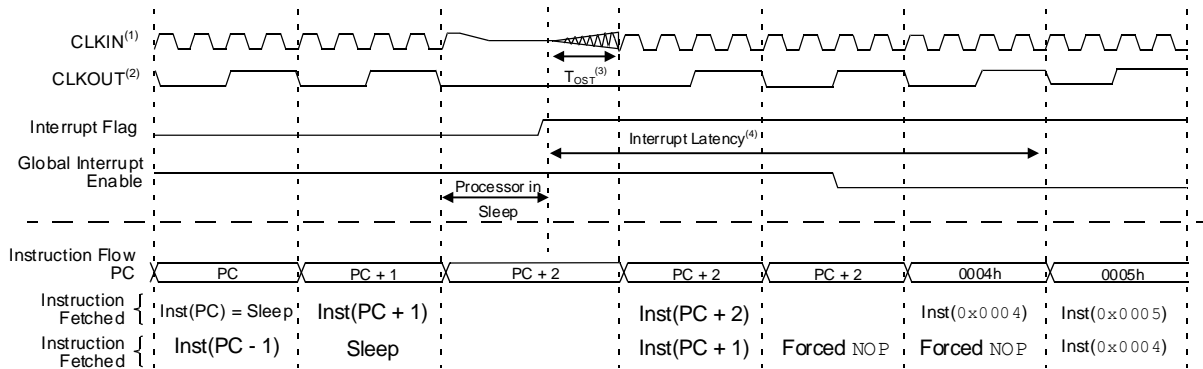 CLKIN(1)
CLKOUT(2)
TOST(3)
Interrupt Flag
Interrupt Latency(4)
Global Interrupt
Enable
Processor in
Sleep
Instruction Flow
PC
PC
PC + 1
PC + 2
PC + 2
PC + 2
0004h
0005h
Instruction
Fetched
Inst(PC) = Sleep
Inst(PC + 1)
Inst(PC + 2)
Inst(0x0004)
Inst(0x0005)
Instruction
Fetched
Inst(PC - 1)
Sleep
Inst(PC + 1)
Forced NOP
Forced NOP
Inst(0x0004)